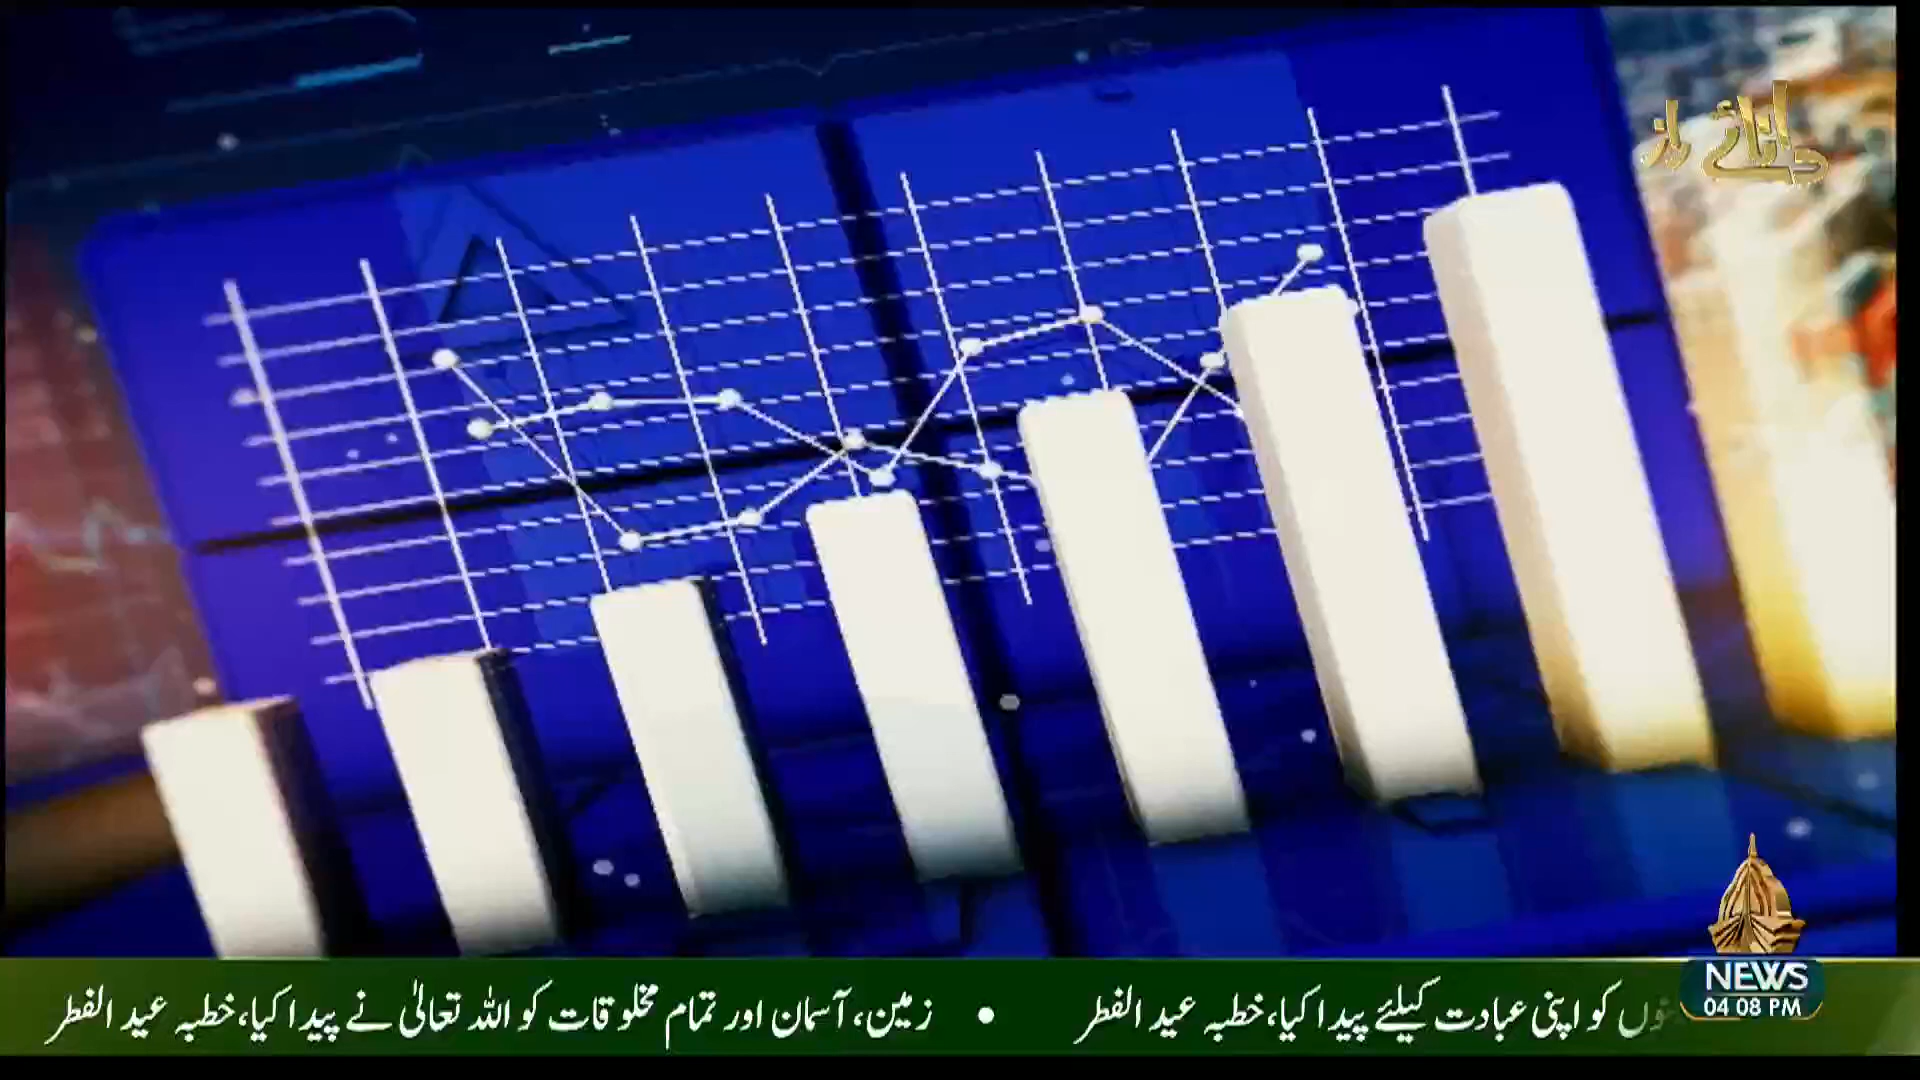 دانائے راز
NEWS
04:08 PM
کو اپنی عبادت کیلئے پیدا کیا، خطبہ عید الفطر • زمین، آسمان اور تمام مخلوقات کو اللہ تعالیٰ نے پیدا کیا، خطبہ عید الفطر